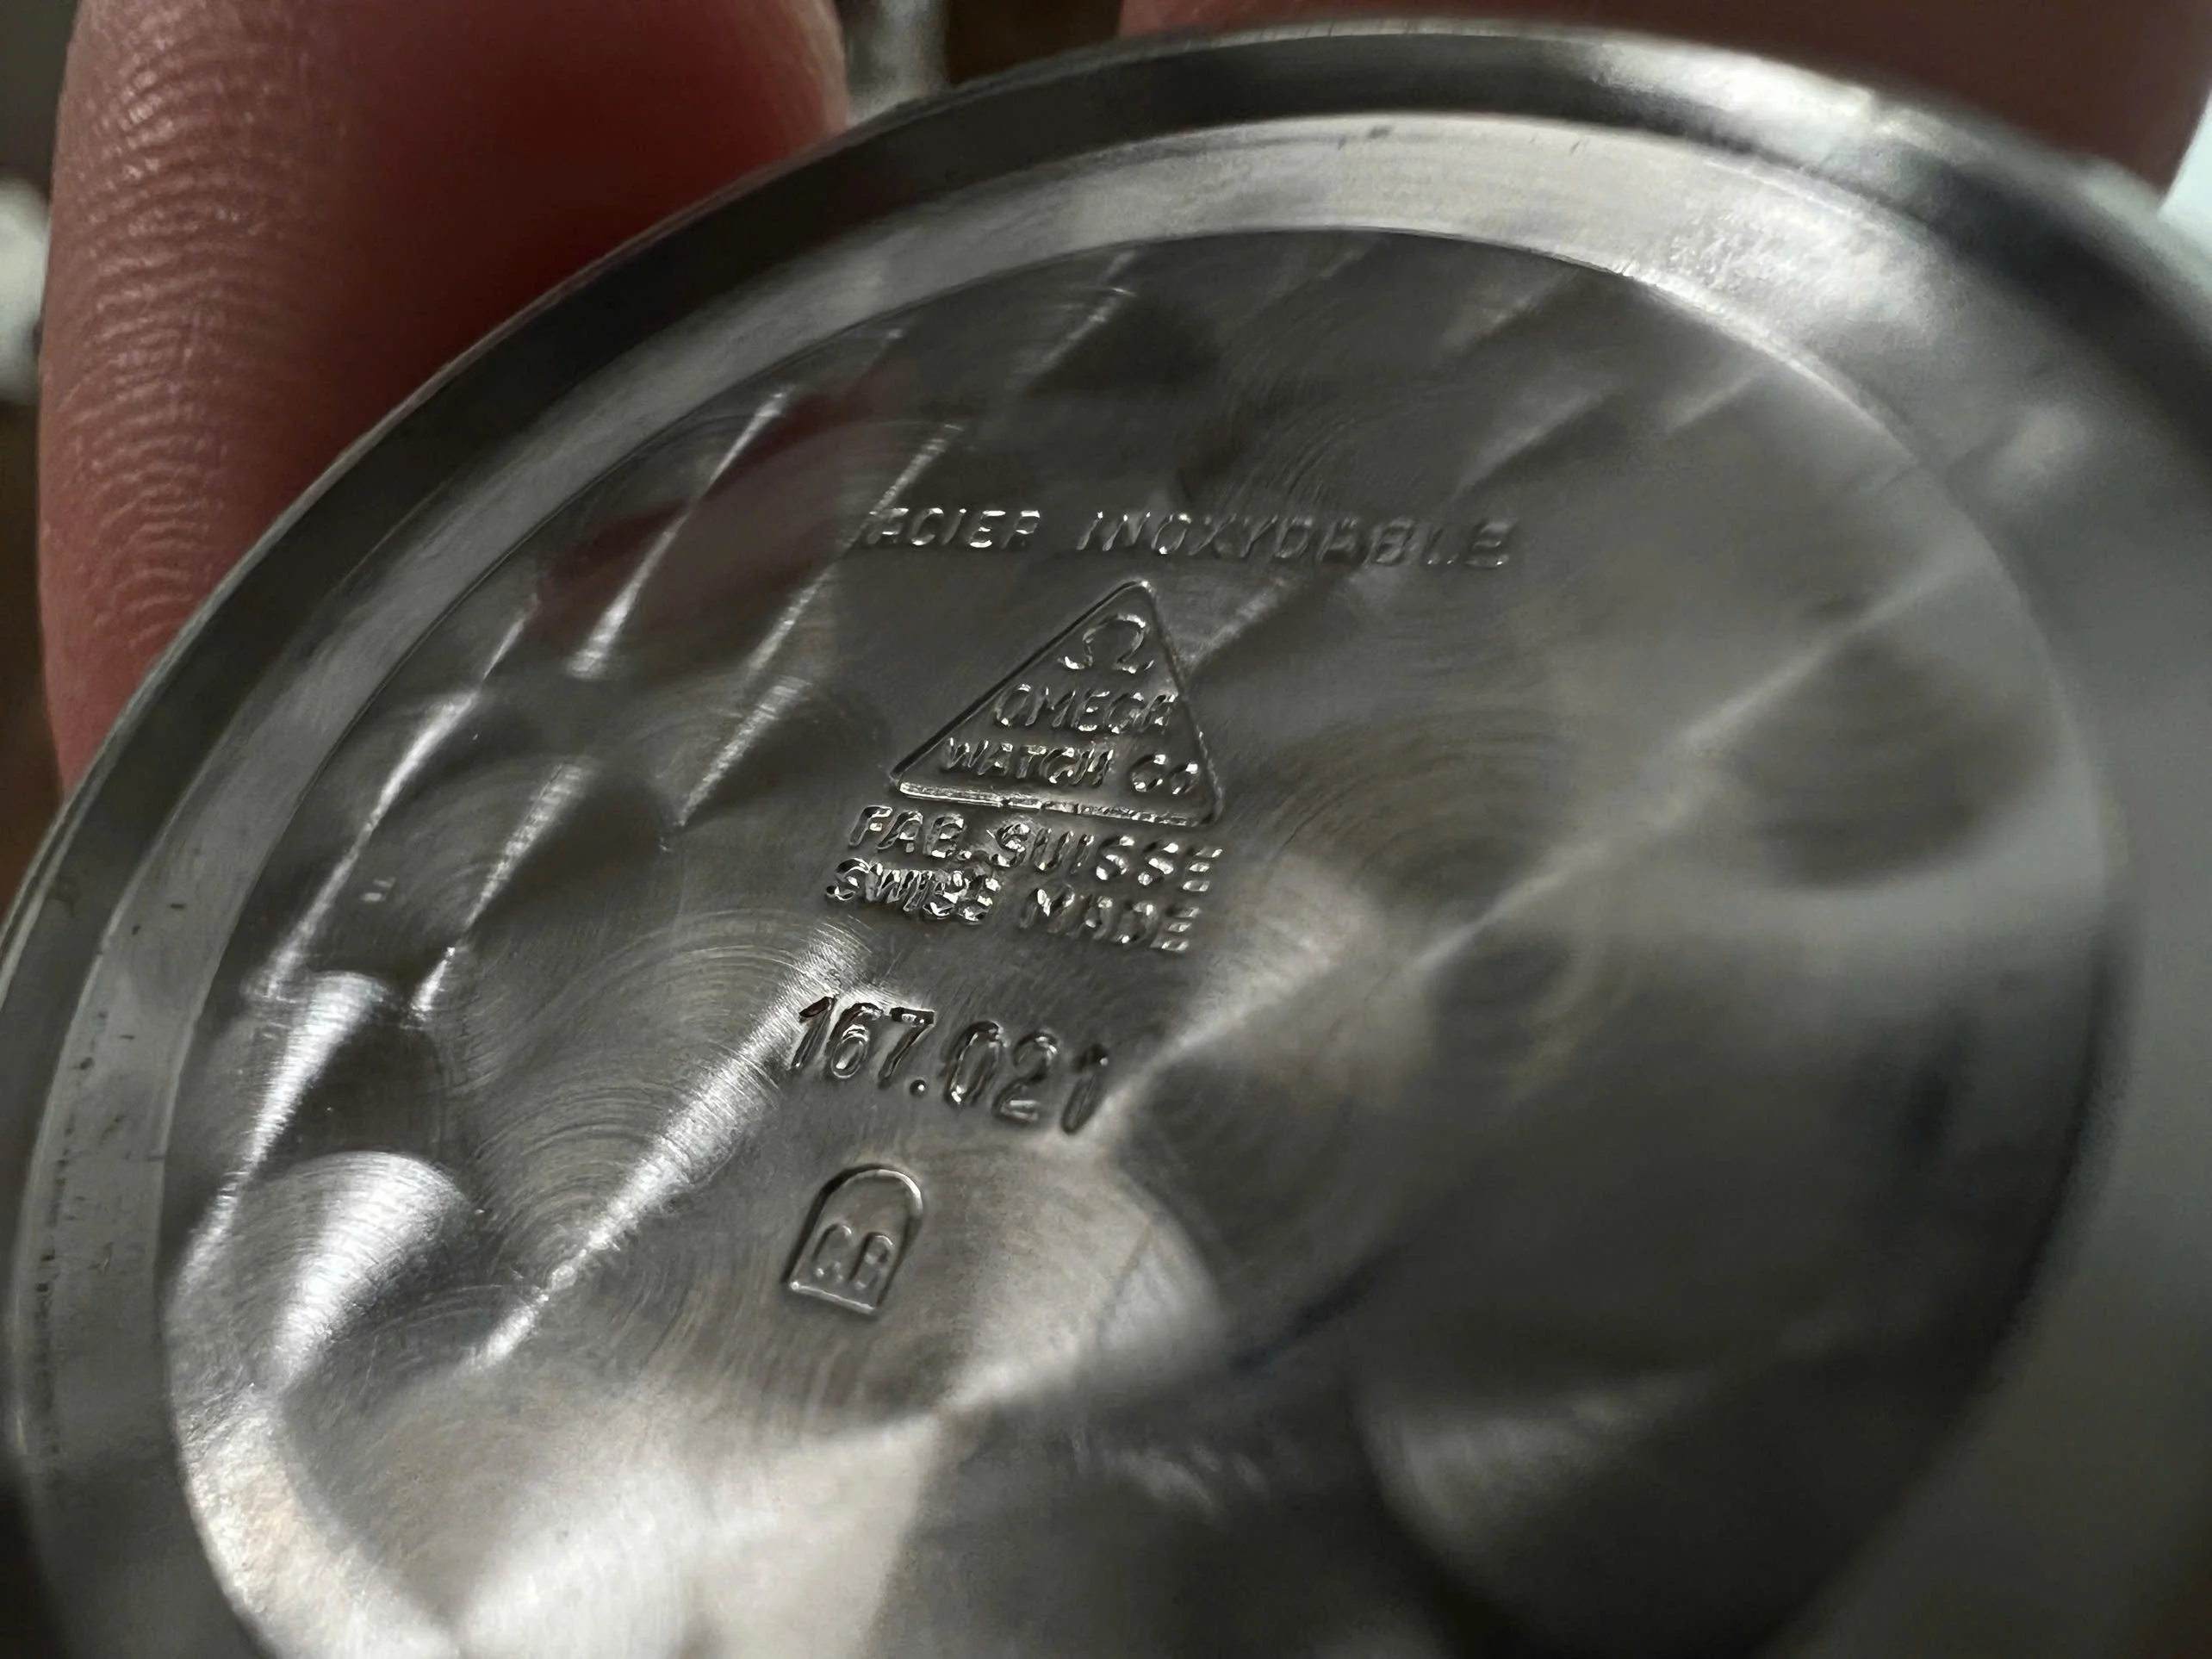 ACIER INOXYDABLE
Ω
OMEGA
WATCH Co
FAB. SUISSE
SWISS MADE
167.021
CB